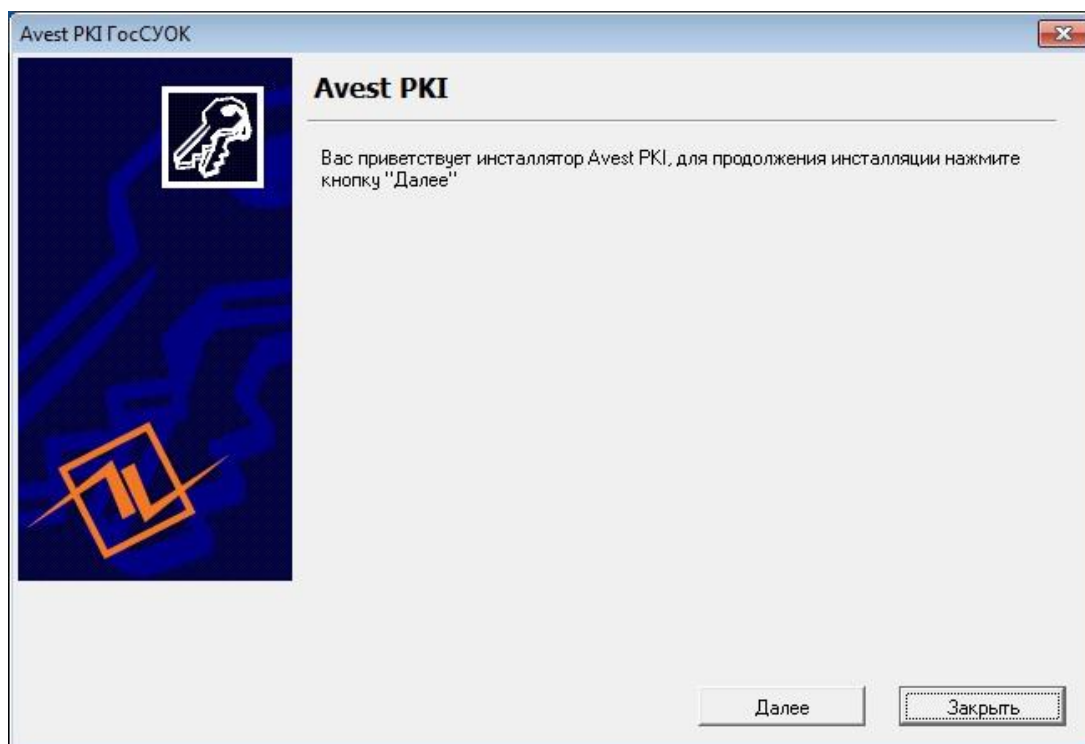 Avest PKI ГосСУОК
Avest PKI
Вас приветствует инсталлятор Avest PKI, для продолжения инсталляции нажмите
кнопку "Далее"
Далее
Закрыть